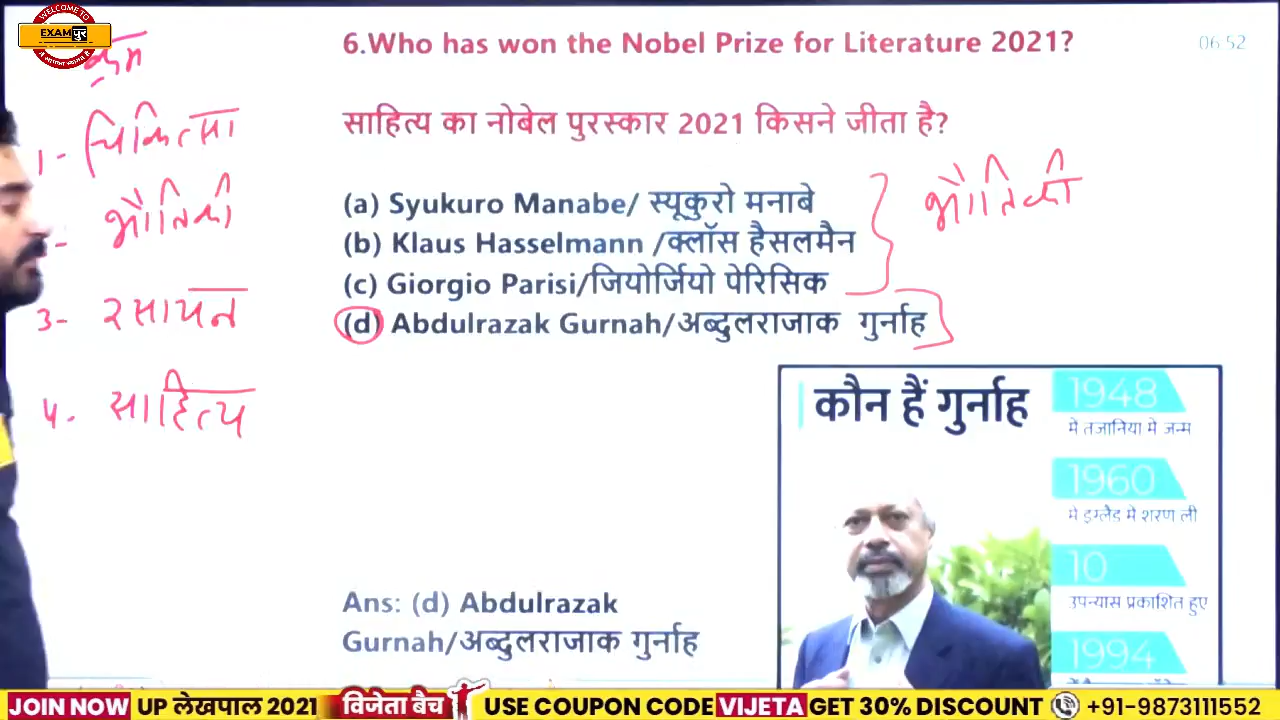 WELCOME TO
EXAMपुर
6.Who has won the Nobel Prize for Literature 2021?
06:52
साहित्य का नोबेल पुरस्कार 2021 किसने जीता है?
(a) Syukuro Manabe/ स्यूकुरो मनाबे
(b) Klaus Hasselmann /क्लॉस हैसलमैन
(c) Giorgio Parisi/जियोर्जियो पेरिसिक
(d) Abdulrazak Gurnah/अब्दुलराजाक गुर्नाह
भौतिकी
1- चिकित्सा
- भौतिकी
3- रसायन
4- साहित्य
कौन हैं गुर्नाह
1948
में तंजानिया में जन्म
1960
में इंग्लैंड में शरण ली
10
उपन्यास प्रकाशित हुए
1994
Ans: (d) Abdulrazak
Gurnah/अब्दुलराजाक गुर्नाह
JOIN NOW UP लेखपाल 2021 विजेता बैच USE COUPON CODE VIJETA GET 30% DISCOUNT +91-9873111552